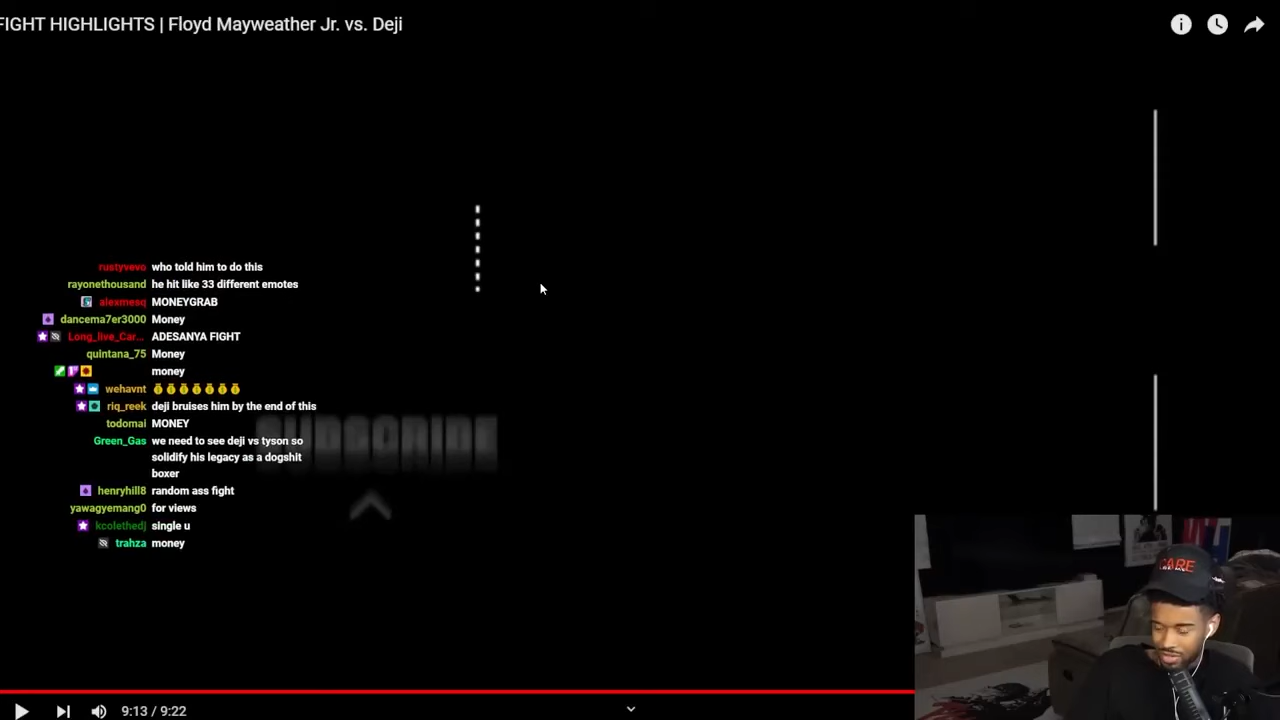 FIGHT HIGHLIGHTS | Floyd Mayweather Jr. vs. Deji
rustyvevo who told him to do this
rayonethousand he hit like 33 different emotes
alexmesq MONEYGRAB
dancema7er3000 Money
Long_live_Car... ADESANYA FIGHT
quintana_75 Money
money
wehavnt
riq_reek deji bruises him by the end of this
todomai MONEY
SUBSCRIBE
Green_Gas we need to see deji vs tyson so
solidify his legacy as a dogshit
boxer
henryhill8 random ass fight
yawagyemang0 for views
kcolethedj single u
trahza money
CARE
9:13 / 9:22